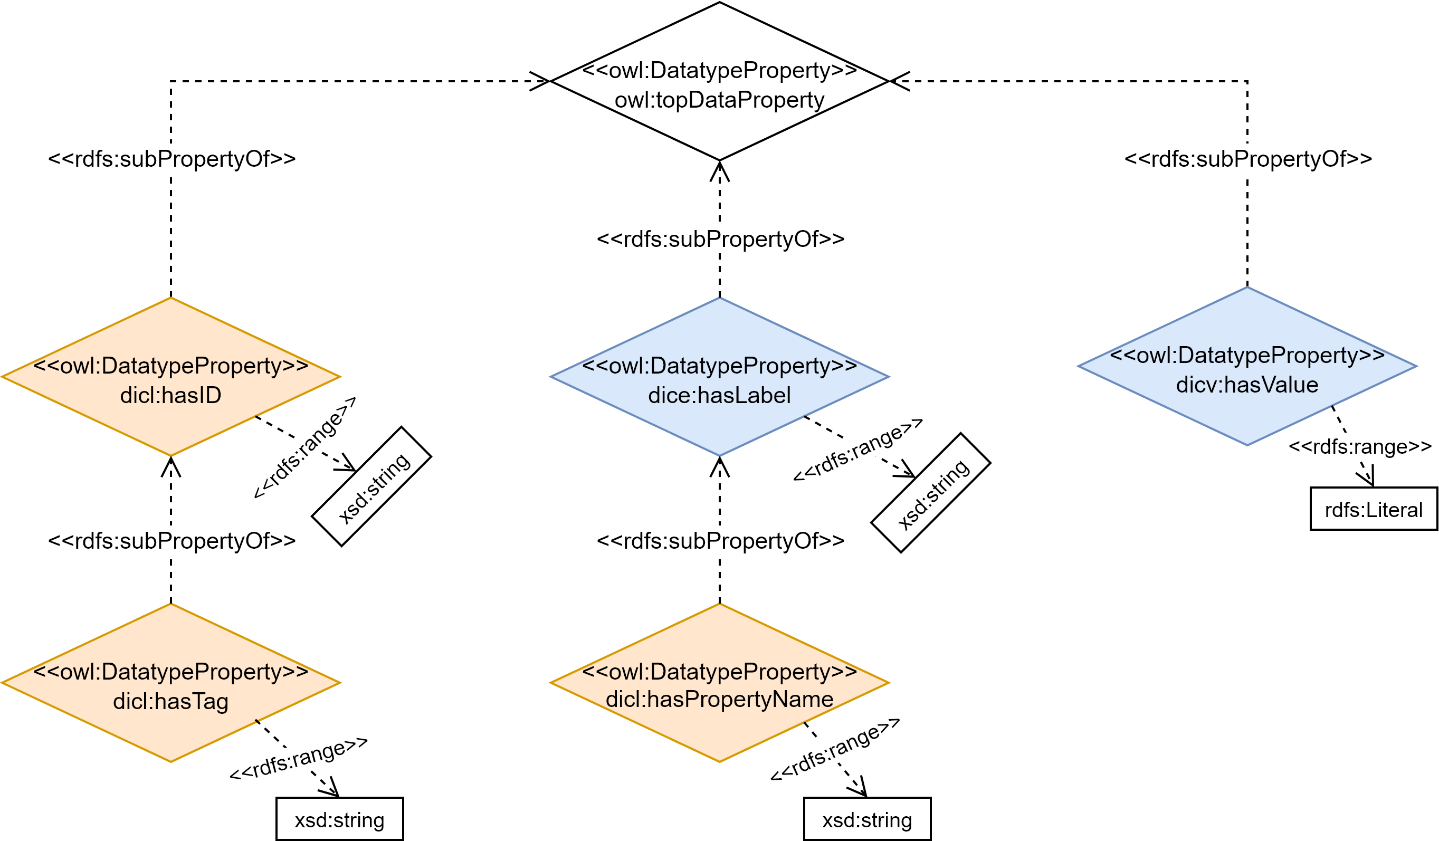 <<owl:DatatypeProperty>>
owl:topDataProperty
<<rdfs:subPropertyOf>>
<<rdfs:subPropertyOf>>
<<rdfs:subPropertyOf>>
<<owl:DatatypeProperty>>
dicl:hasID
<<owl:DatatypeProperty>>
dice:hasLabel
<<owl:DatatypeProperty>>
dicv:hasValue
<<rdfs:range>>
xsd:string
<<rdfs:range>>
xsd:string
<<rdfs:range>>
rdfs:Literal
<<rdfs:subPropertyOf>>
<<rdfs:subPropertyOf>>
<<owl:DatatypeProperty>>
dicl:hasTag
<<owl:DatatypeProperty>>
dicl:hasPropertyName
<<rdfs:range>>
xsd:string
<<rdfs:range>>
xsd:string